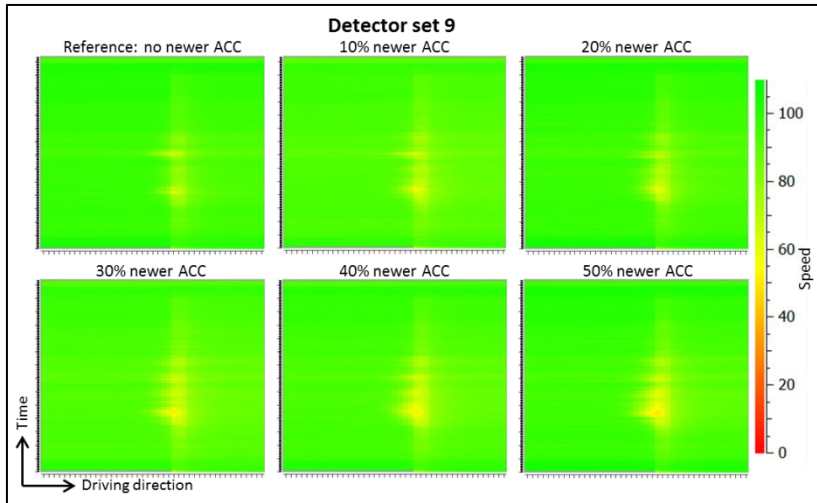 Detector set 9
Reference: no newer ACC
10% newer ACC
20% newer ACC
30% newer ACC
40% newer ACC
50% newer ACC
100
80
60
40
20
0
Speed
Time
Driving direction